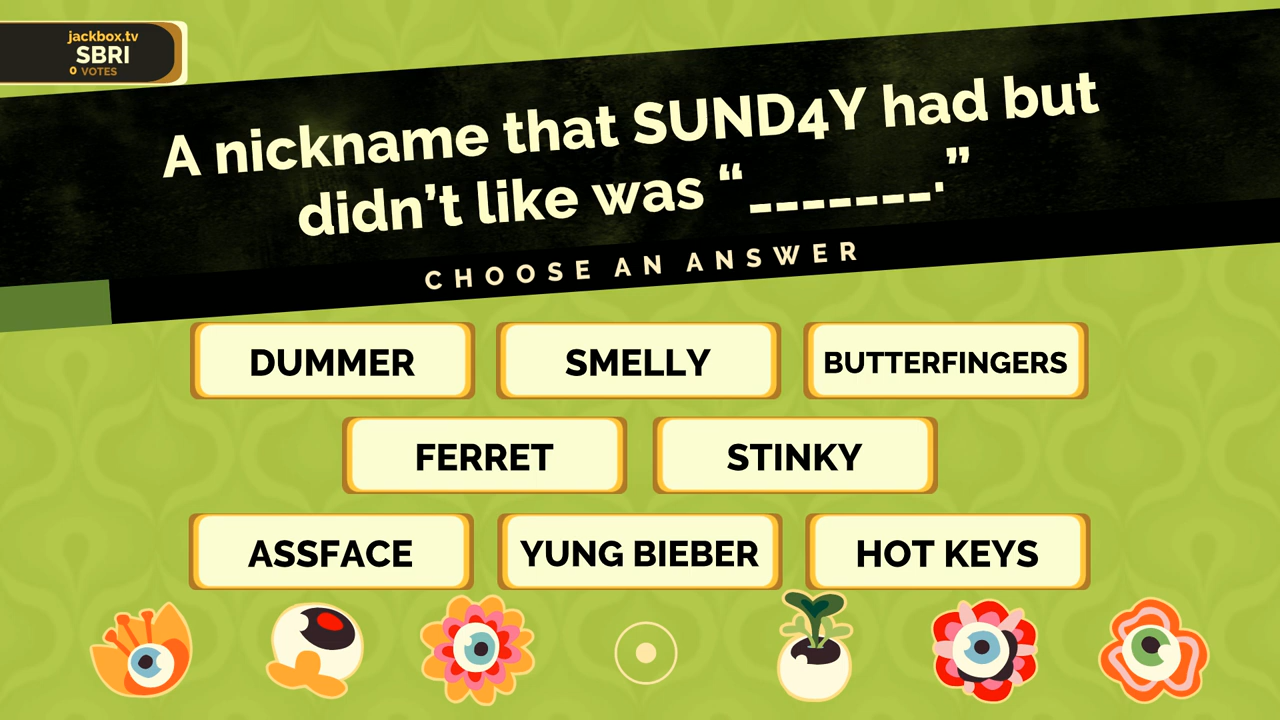 jackbox.tv
SBRI
0 VOTES
A nickname that SUND4Y had but
didn’t like was “_______.”
CHOOSE AN ANSWER
DUMMER
SMELLY
BUTTERFINGERS
FERRET
STINKY
ASSFACE
YUNG BIEBER
HOT KEYS